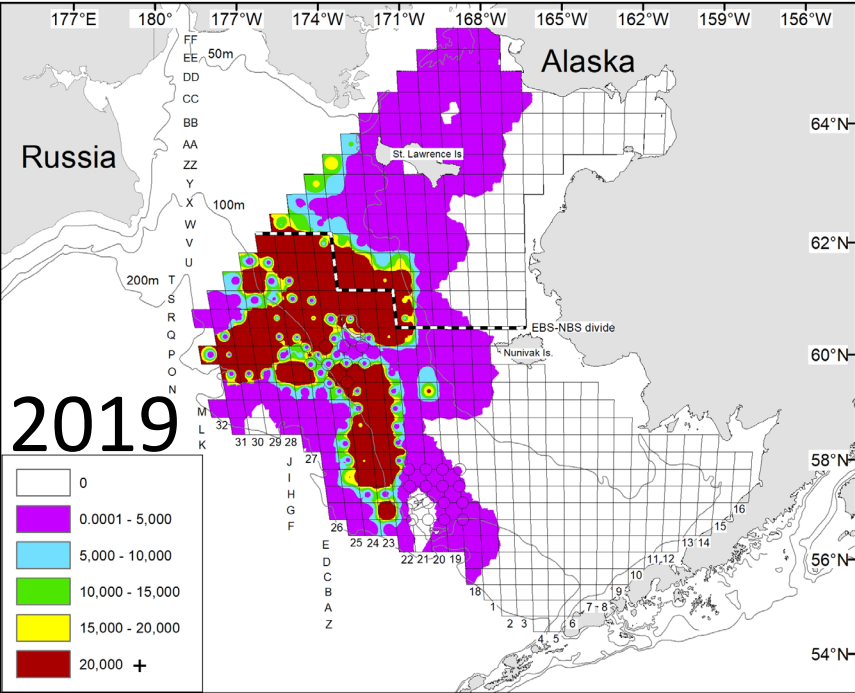 177°E 180° 177°W 174°W 171°W 168°W 165°W 162°W 159°W 156°W
FF
EE
50m
Alaska
DD
CC
BB
64°N
AA
Russia
St. Lawrence Is
ZZ
Y
X
100m
W
62°N
V
U
200m
T
S
R
EBS-NBS divide
Q
P
60°N
Nunivak Is.
O
N
2019
M
32
L
31 30 29 28
K
27
58°N
J
I
H
G
F
26
25 24 23
16
15
13 14
E
D
C
B
A
Z
22 21 20 19
11 12
56°N
10
18
9
1
7 - 8
2 3
6
4 5
54°N
0
0.0001 - 5,000
5,000 - 10,000
10,000 - 15,000
15,000 - 20,000
20,000 +